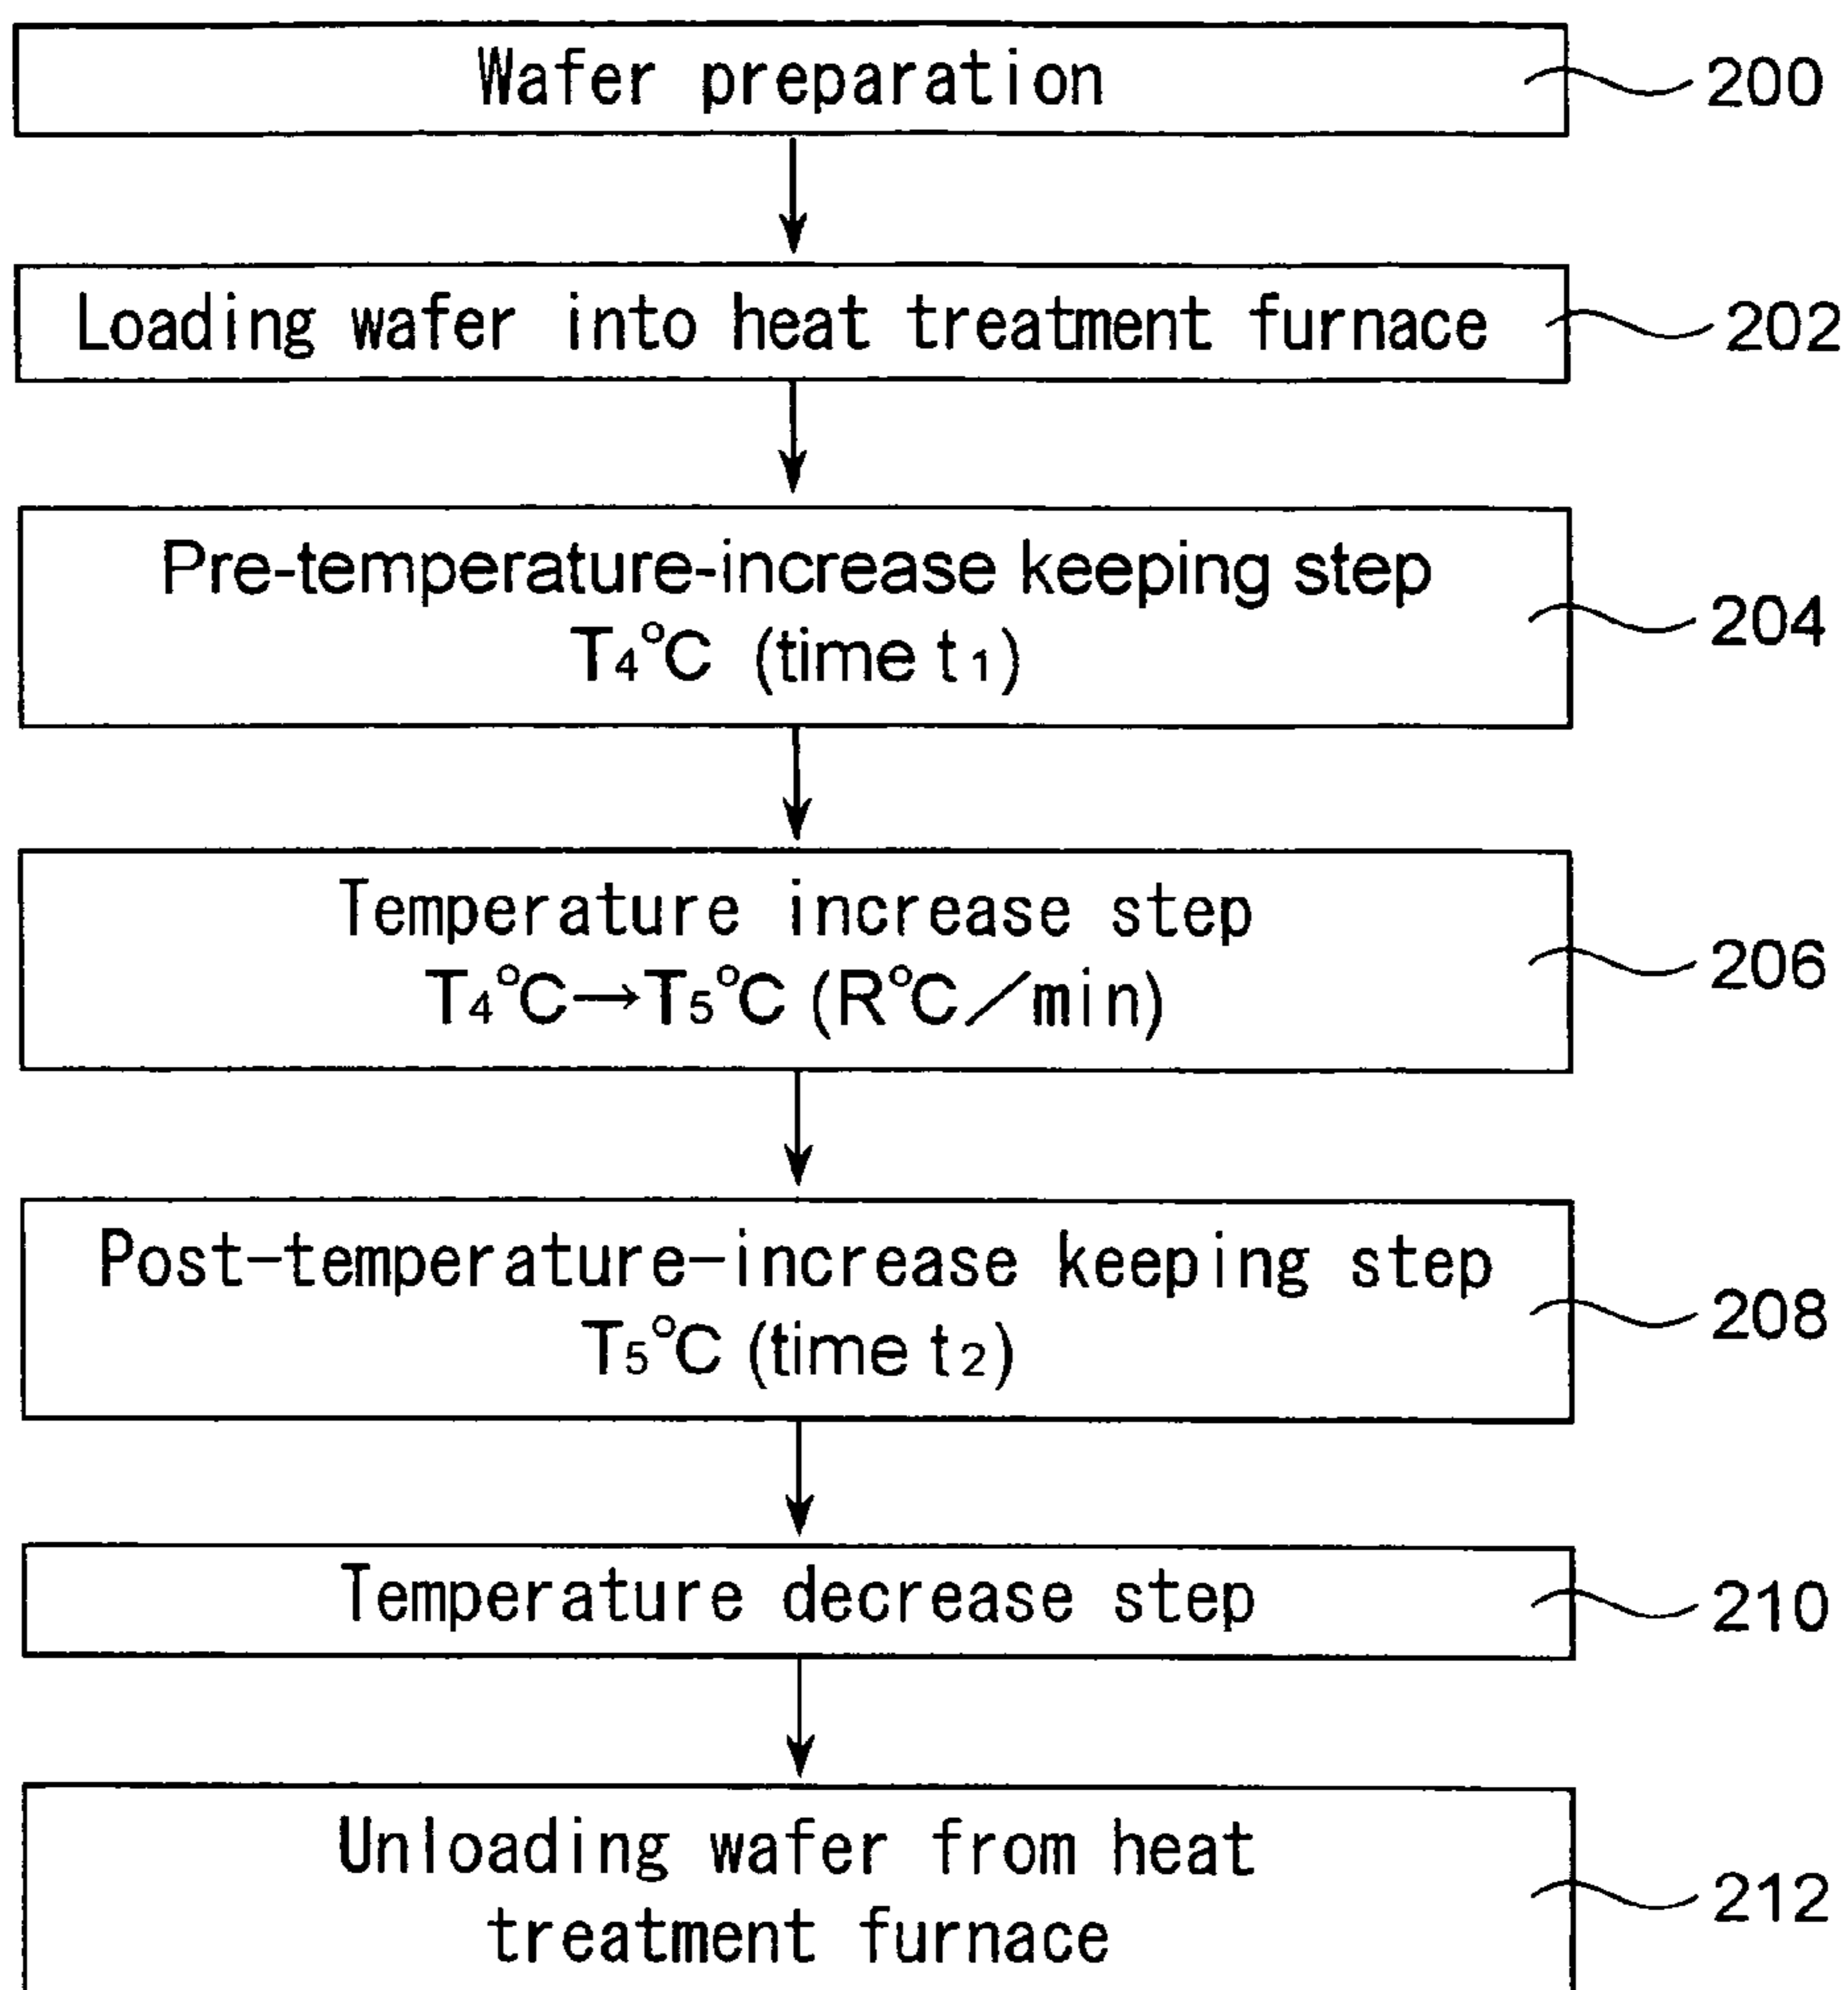 Wafer preparation
200
Loading wafer into heat treatment furnace
202
Pre-temperature-increase keeping step
T₄℃ (time t₁)
204
Temperature increase step
T₄℃→T₅℃ (R℃/min)
206
Post-temperature-increase keeping step
T₅℃ (time t₂)
208
Temperature decrease step
210
Unloading wafer from heat
treatment furnace
212